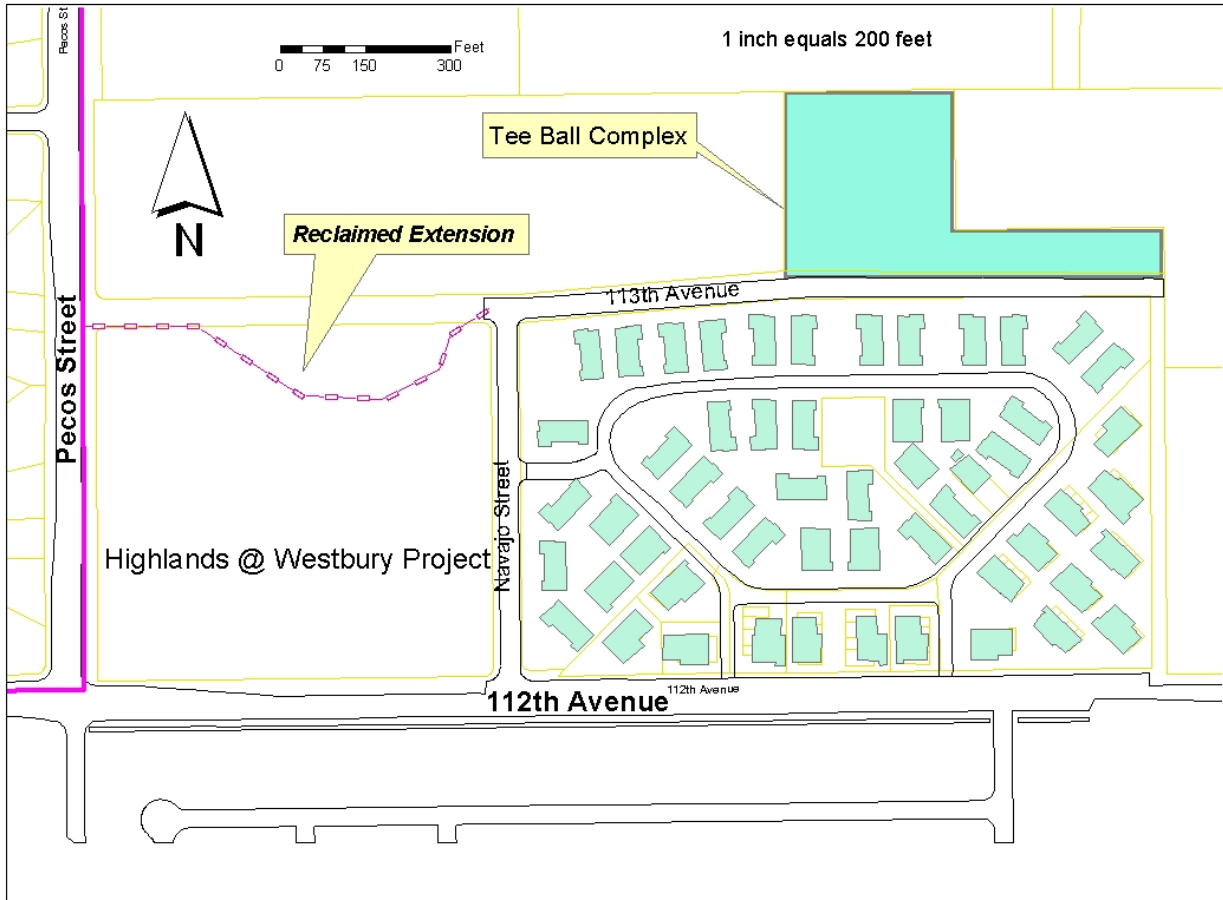 Pecos St
1 inch equals 200 feet
Feet
0 75 150 300
Tee Ball Complex
N
Reclaimed Extension
113th Avenue
Pecos Street
Navajo Street
Highlands @ Westbury Project
112th Avenue
112th Avenue